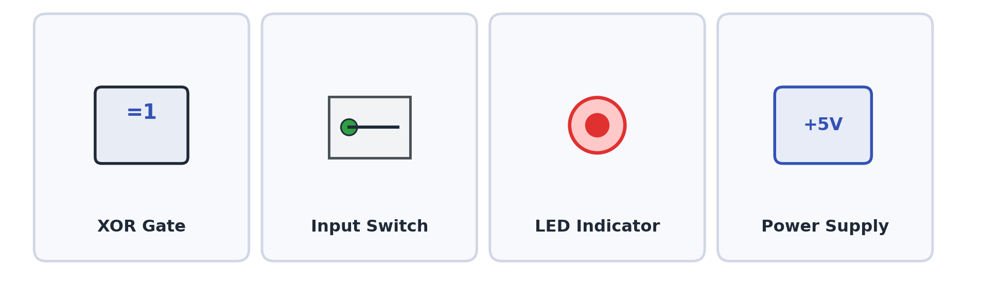 =1
XOR Gate
Input Switch
LED Indicator
+5V
Power Supply